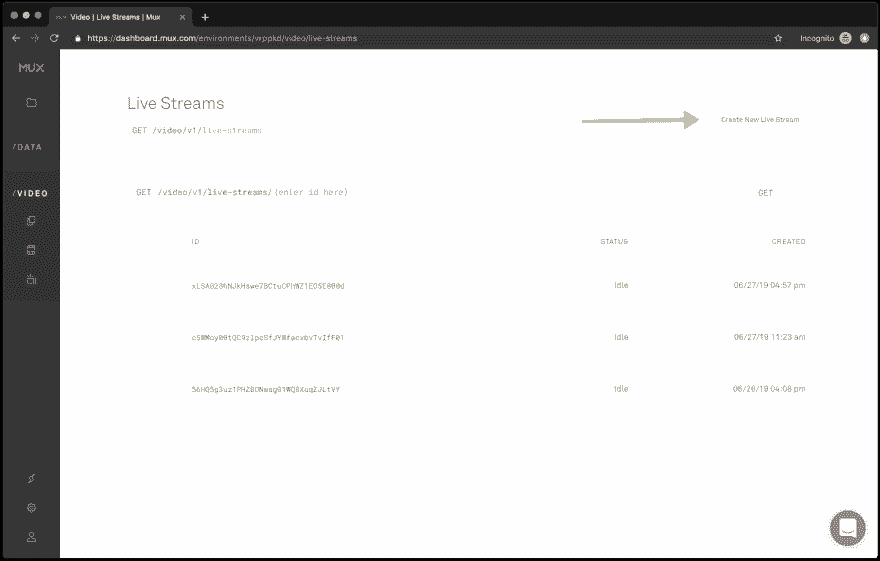 Video | Live Streams | Mux
https://dashboard.mux.com/environments/wppkd/video/live-streams
Incognito
MUX
Live Streams
GET /video/v1/live-streams
Create New Live Stream
/DATA
/VIDEO
GET /video/v1/live-streams/(enter id here)
GET
ID STATUS CREATED
Idle 06/27/19 04:57 pm
Idle 06/27/19 11:23 am
Idle 06/26/19 04:08 pm